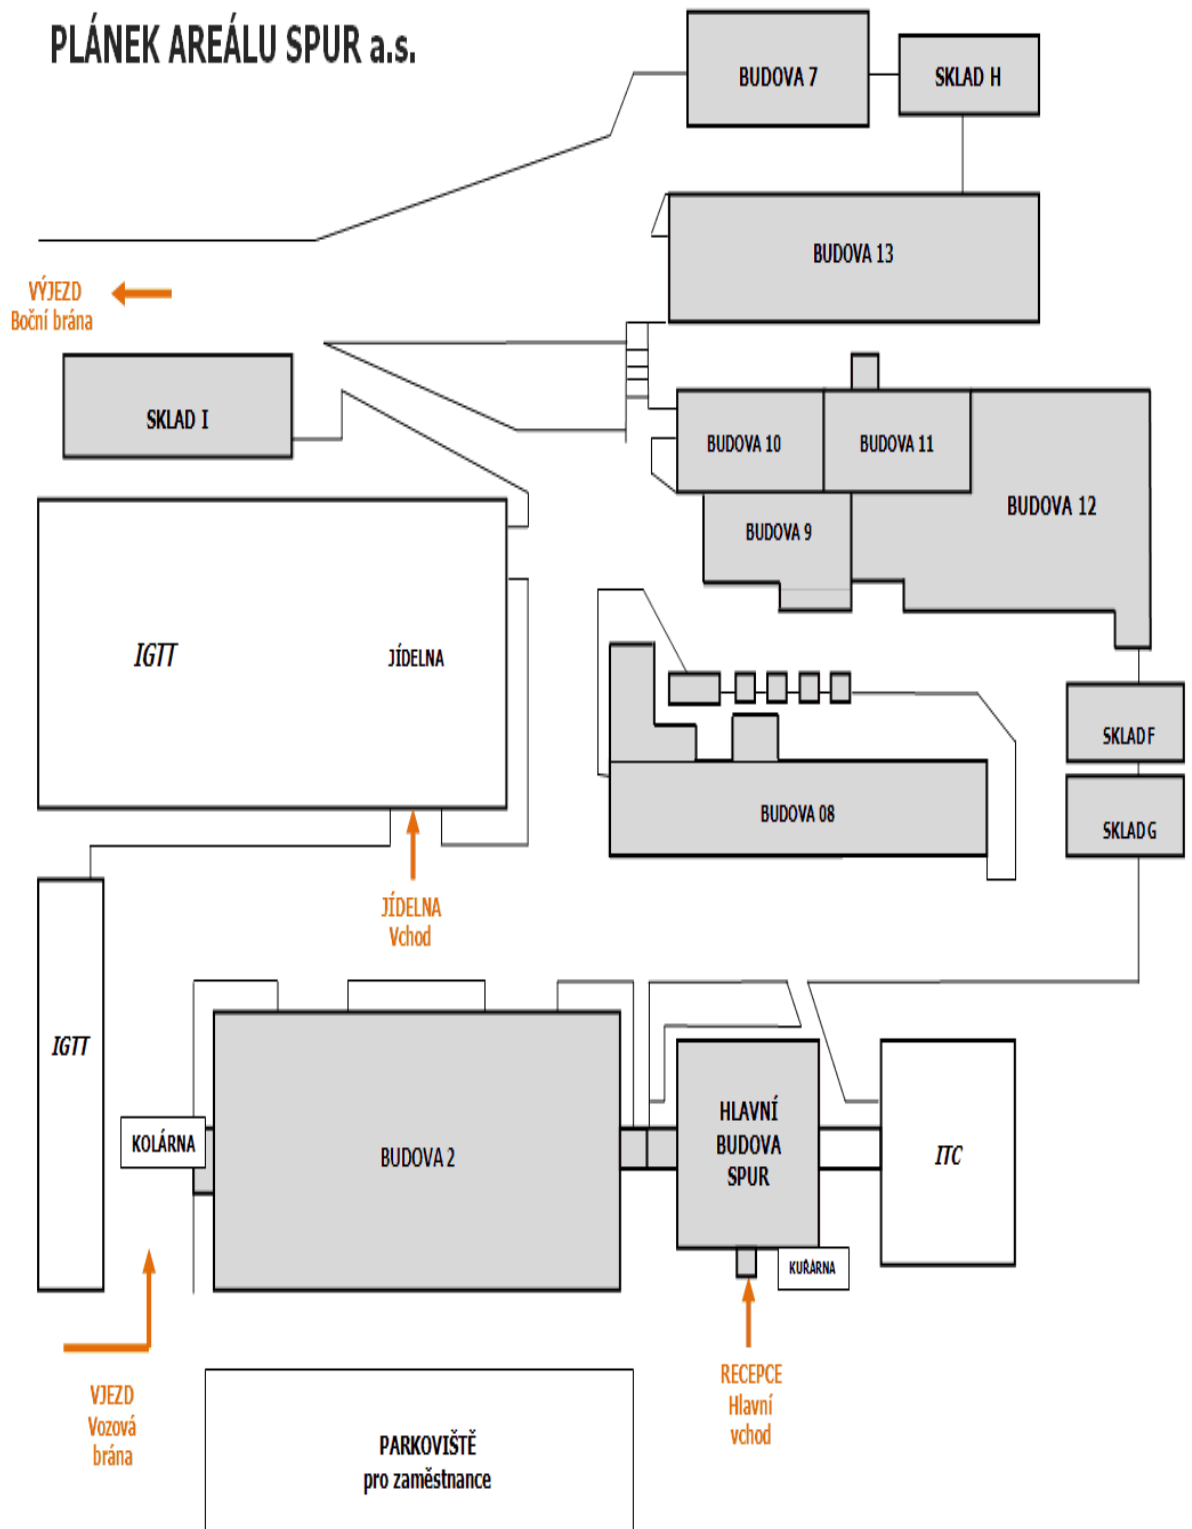 PLÁNEK AREÁLU SPUR a.s.
BUDOVA 7
SKLAD H
BUDOVA 13
VÝJEZD
Boční brána
SKLAD I
BUDOVA 10
BUDOVA 11
BUDOVA 12
BUDOVA 9
IGTT
JÍDELNA
SKLAD F
BUDOVA 08
SKLAD G
JÍDELNA
Vchod
IGTT
KOLÁRNA
BUDOVA 2
HLAVNÍ
BUDOVA
SPUR
ITC
KUŘÁRNA
VJEZD
Vozová
brána
RECEPCE
Hlavní
vchod
PARKOVIŠTĚ
pro zaměstnance